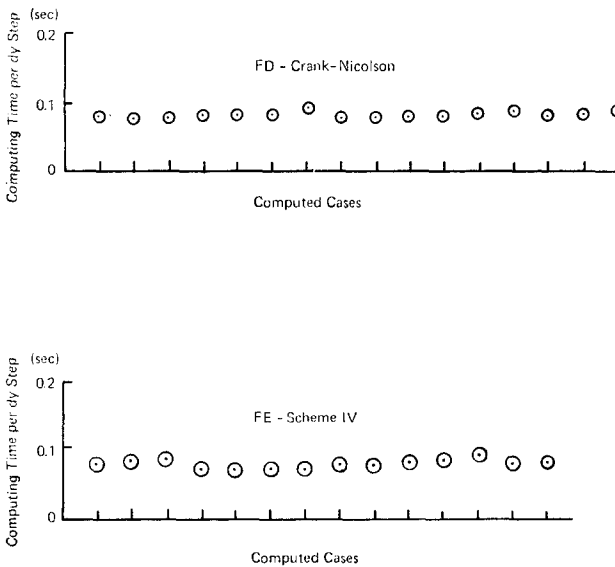 (sec)
0.2
0.1
0
Computing Time per dy Step
FD - Crank-Nicolson
Computed Cases
(sec)
0.2
0.1
0
Computing Time per dy Step
FE - Scheme IV
Computed Cases